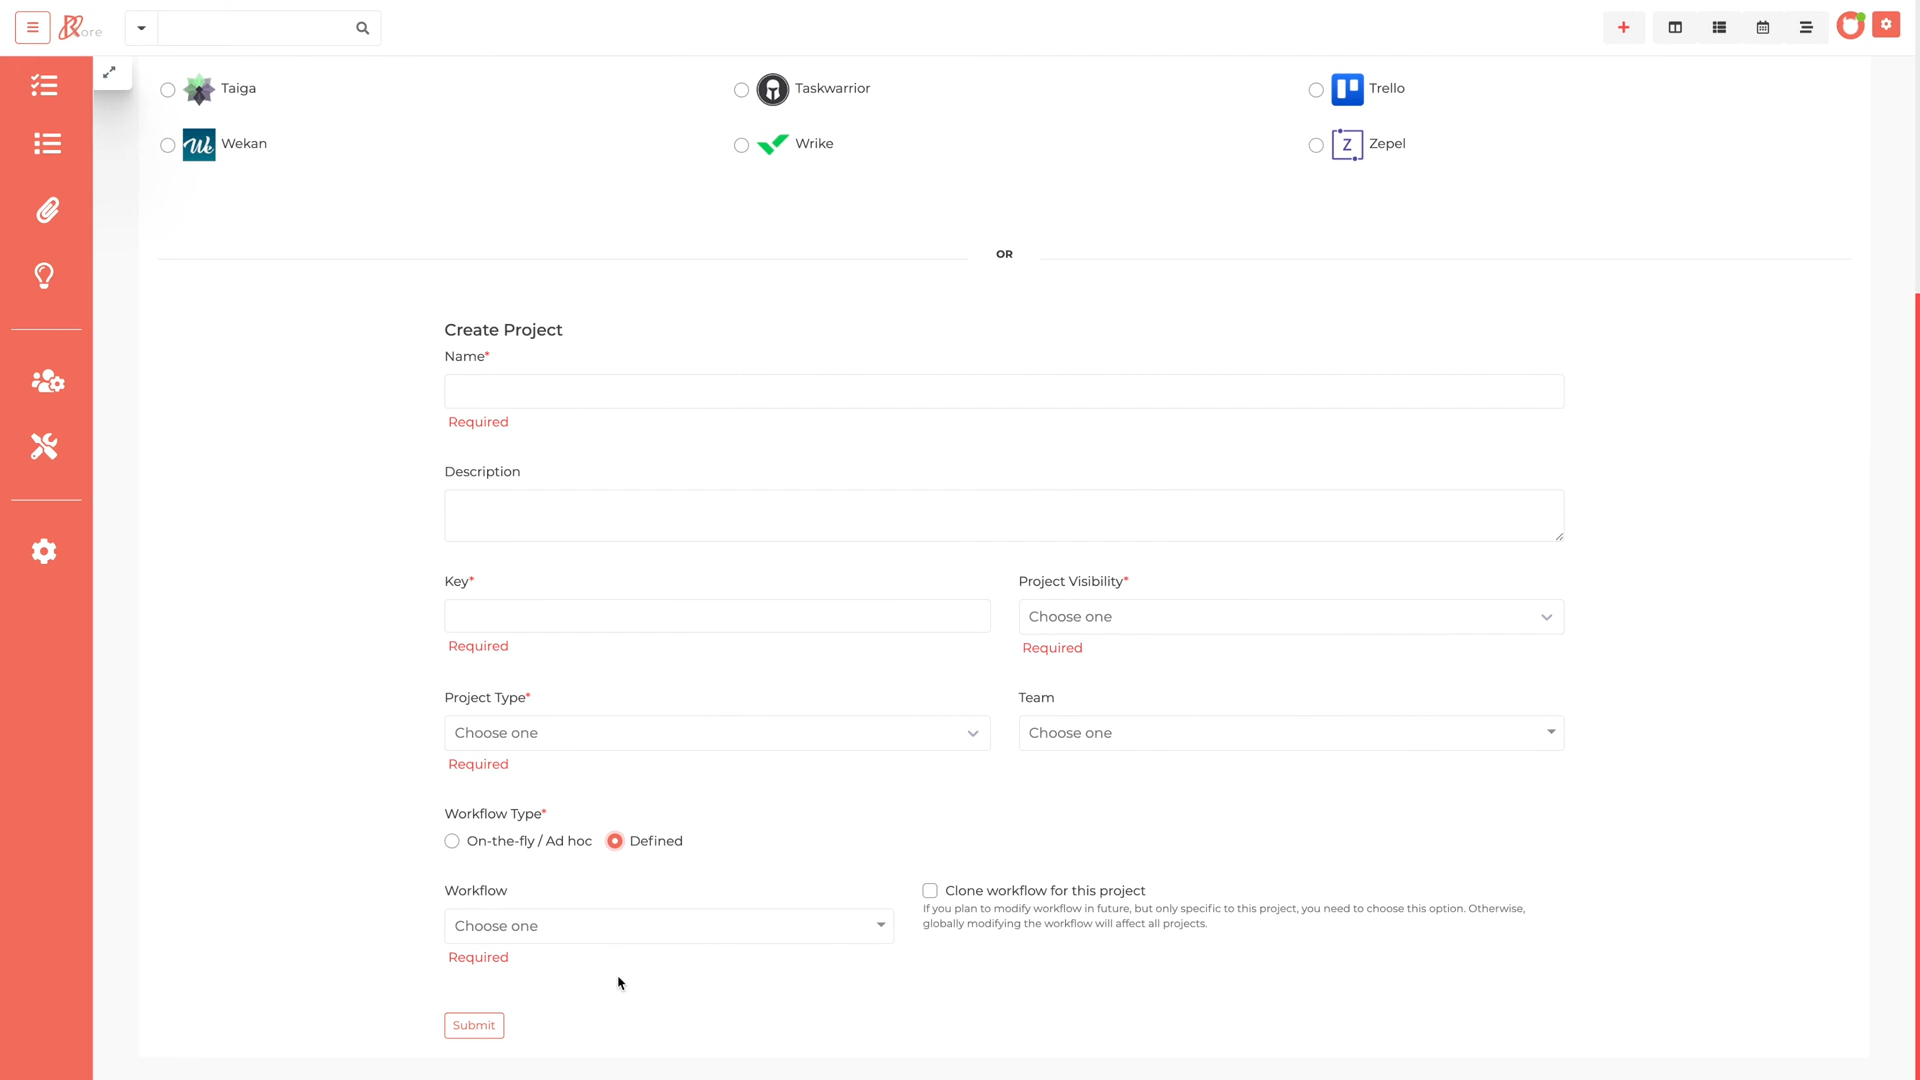 ore
Taiga
Taskwarrior
Trello
Wekan
Wrike
Z
Zepel
OR
Create Project
Name*
Required
Description
Key*
Project Visibility*
Choose one
Required
Required
Project Type*
Team
Choose one
Choose one
Required
Workflow Type*
On-the-fly / Ad hoc
Defined
Workflow
Clone workflow for this project
If you plan to modify workflow in future, but only specific to this project, you need to choose this option. Otherwise,
globally modifying the workflow will affect all projects.
Choose one
Required
Submit